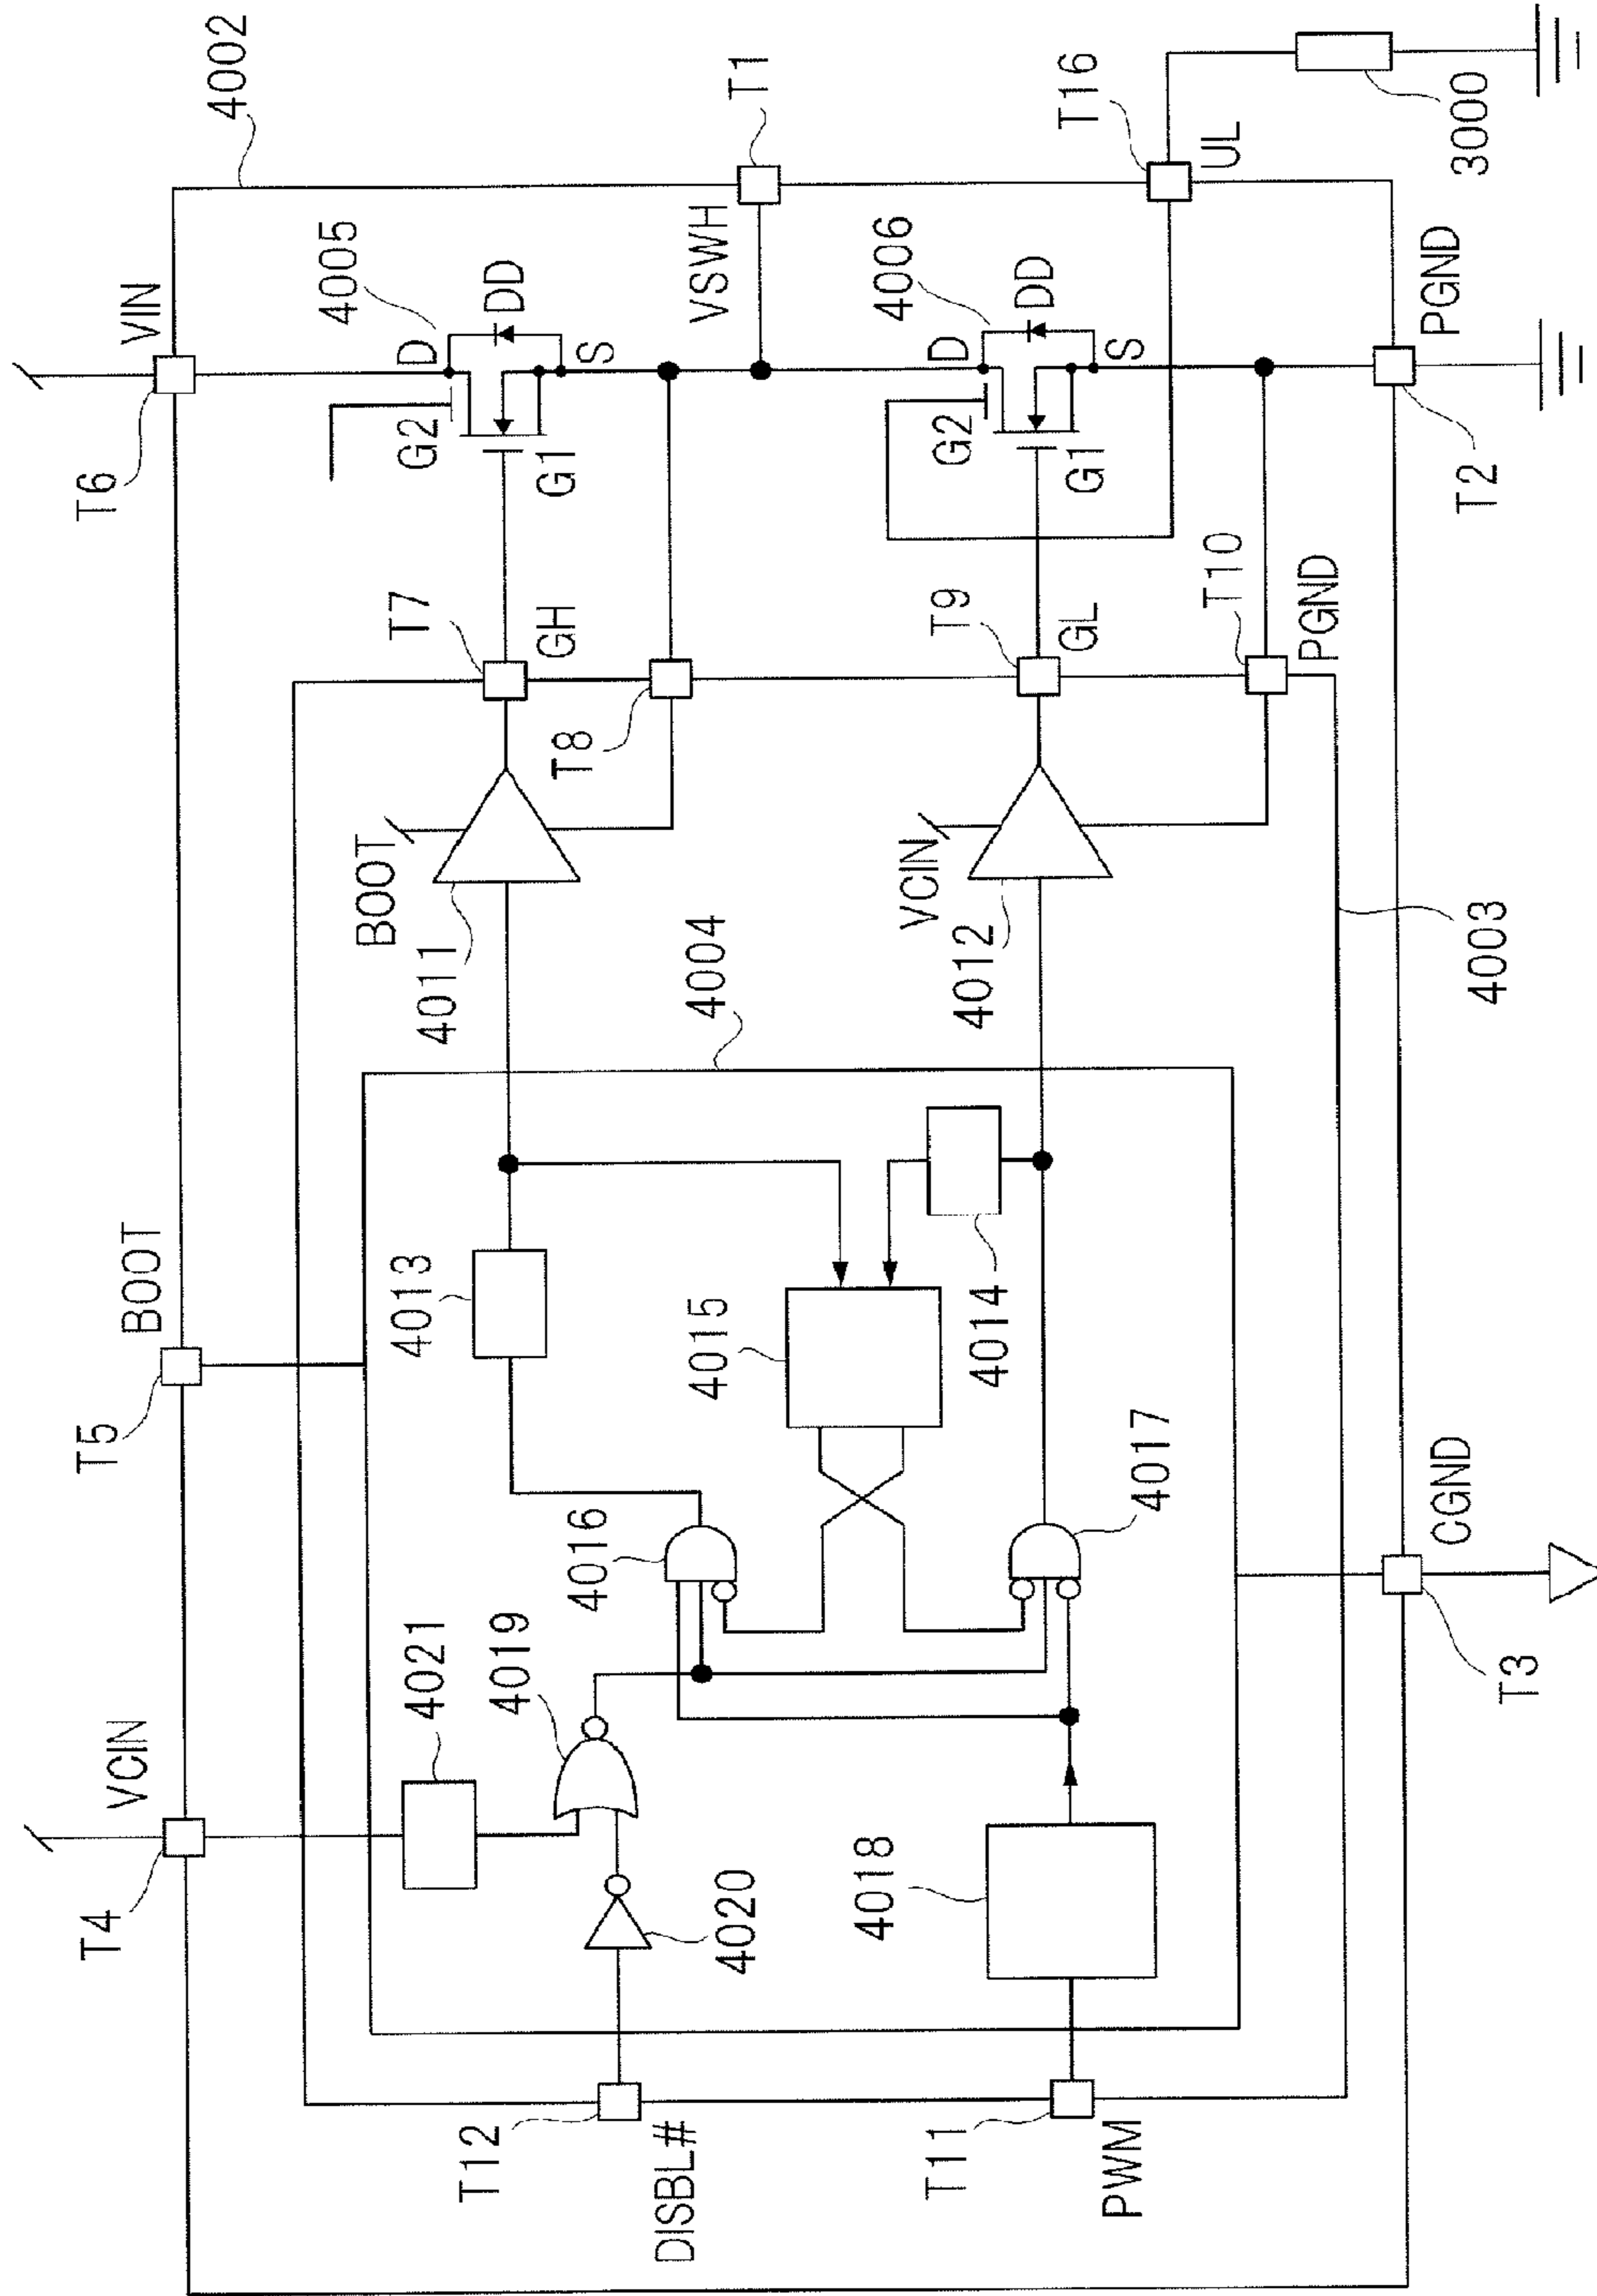 T4
VCIN
T5
BOOT
T6
VIN
4002
4021
4019
4016
4013
BOOT
4011
T7
GH
G2
D
4005
DD
G1
S
T12
DISBL#
4020
T8
VSWH
T1
4015
4004
4018
4014
VCIN
4012
T9
GL
G2
D
4006
DD
G1
S
T16
UL
T11
PWM
4017
T10
PGND
3000
T3
CGND
4003
T2
PGND